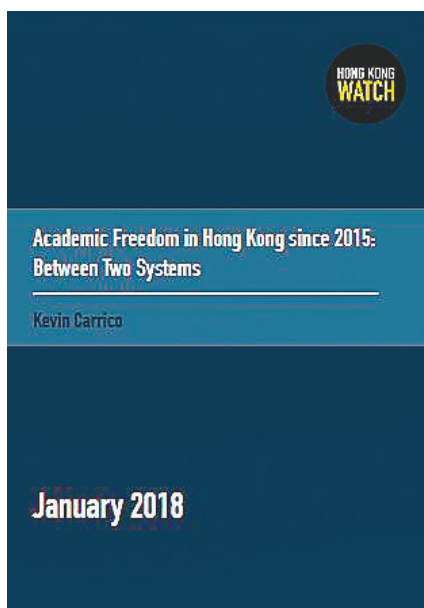 HONG KONG
WATCH
Academic Freedom in Hong Kong since 2015:
Between Two Systems
Kevin Carrico
January 2018